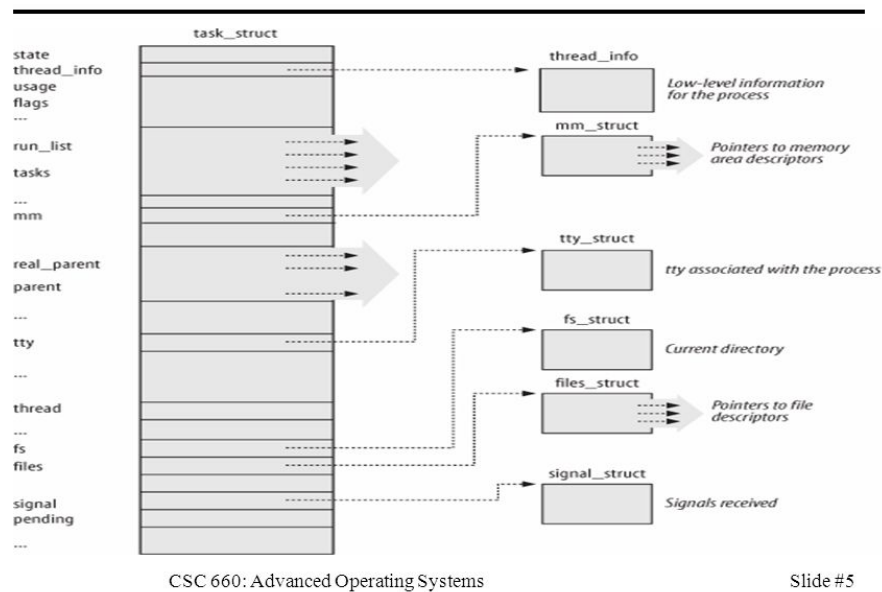 task_struct
state
thread_info
usage
flags
...
run_list
tasks
...
mm
real_parent
parent
...
tty
...
thread
...
fs
files
signal
pending
...
thread_info
Low-level information
for the process
mm_struct
Pointers to memory
area descriptors
tty_struct
tty associated with the process
fs_struct
Current directory
files_struct
Pointers to file
descriptors
signal_struct
Signals received
CSC 660: Advanced Operating Systems
Slide #5